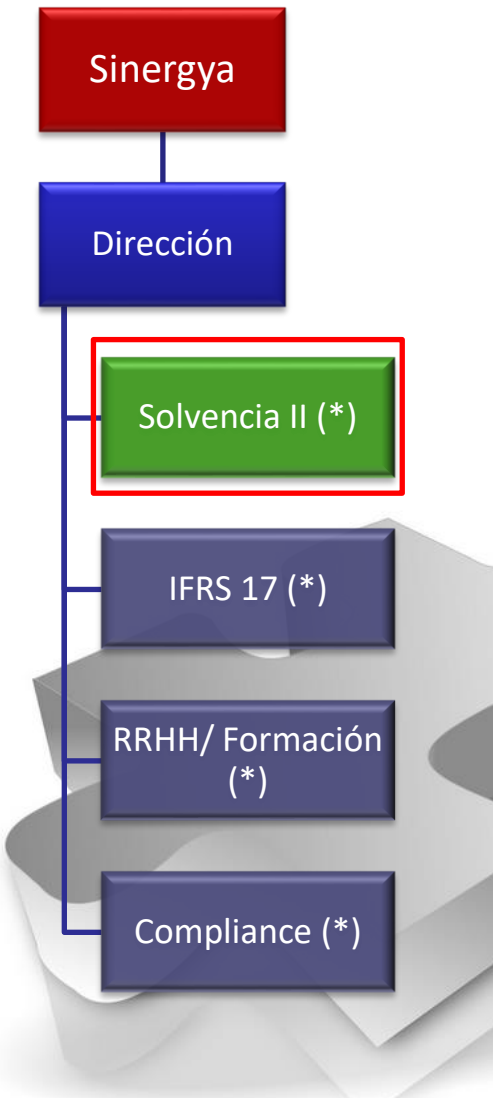 Sinergya
Dirección
Solvencia II (*)
IFRS 17 (*)
RRHH/ Formación
(*)
Compliance (*)